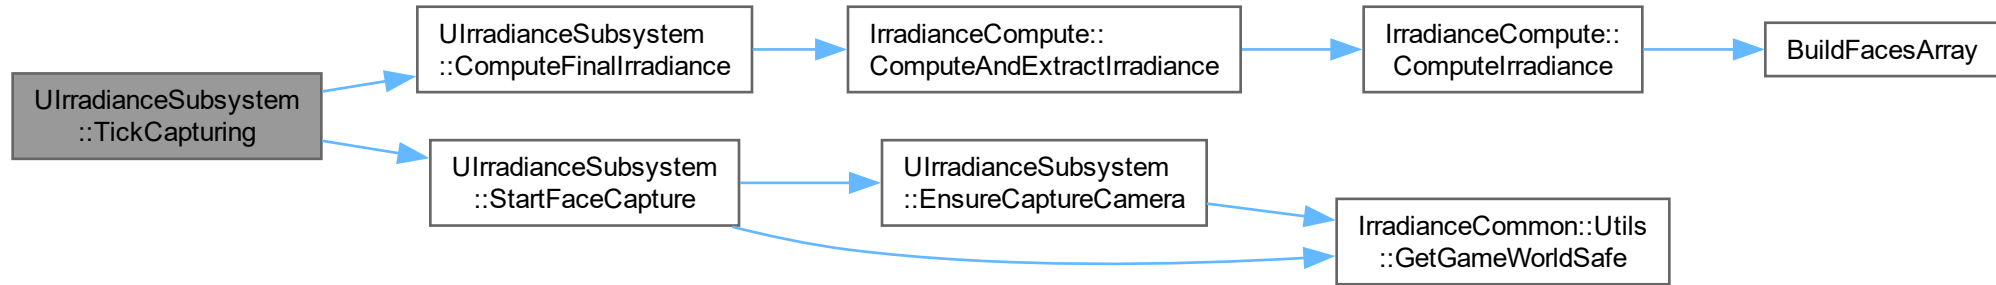 UIrradianceSubsystem
::TickCapturing
UIrradianceSubsystem
::ComputeFinalIrradiance
IrradianceCompute::
ComputeAndExtractIrradiance
IrradianceCompute::
ComputeIrradiance
BuildFacesArray
UIrradianceSubsystem
::StartFaceCapture
UIrradianceSubsystem
::EnsureCaptureCamera
IrradianceCommon::Utils
::GetGameWorldSafe